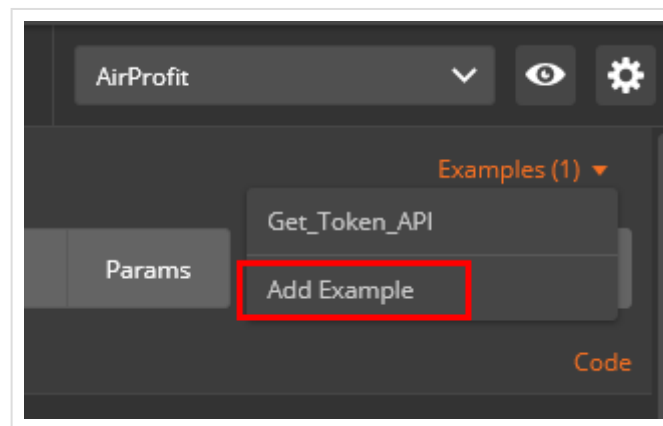 AirProfit
Examples (1)
Get_Token_API
Params
Add Example
Code